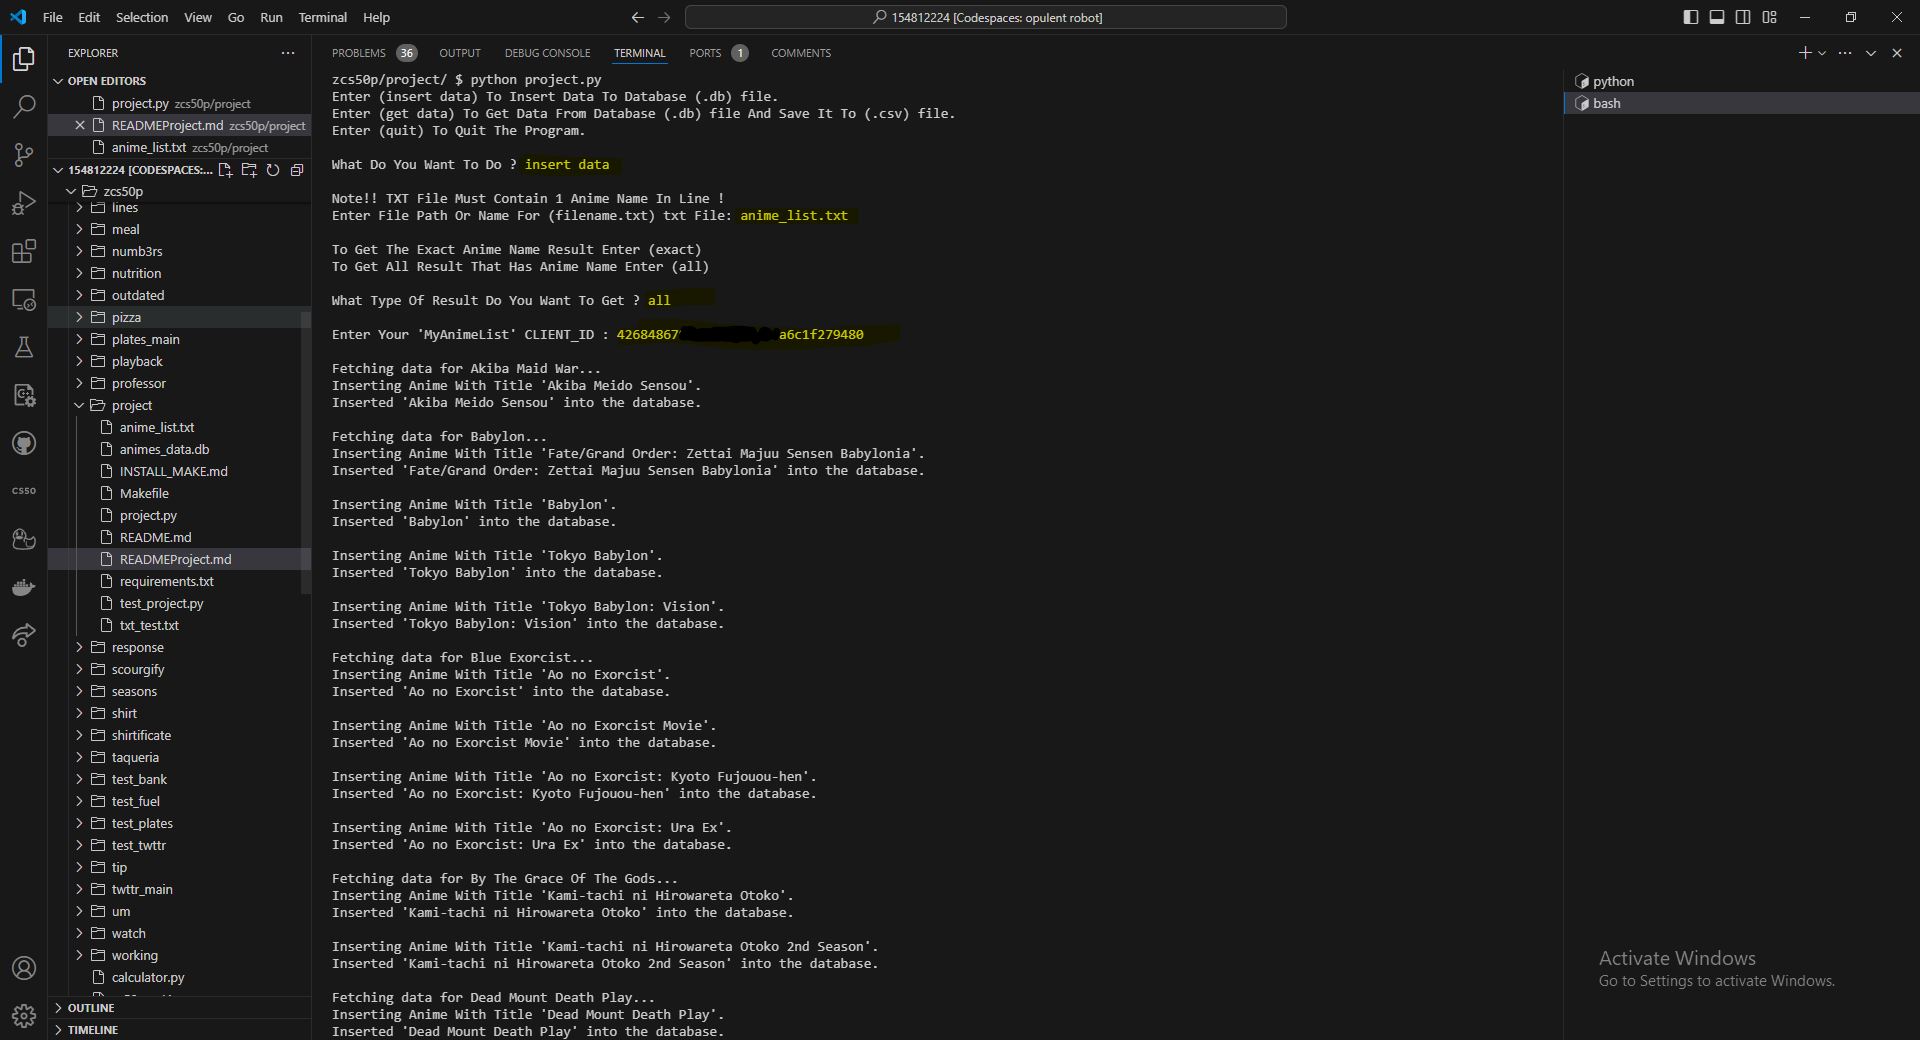 File Edit Selection View Go Run Terminal Help
154812224 [Codespaces: opulent robot]
EXPLORER
OPEN EDITORS
project.py zcs50p/project
READMEProject.md zcs50p/project
anime_list.txt zcs50p/project
154812224 [CODESPACES:...
zcs50p
lines
meal
numb3rs
nutrition
outdated
pizza
plates_main
playback
professor
project
anime_list.txt
animes_data.db
INSTALL_MAKE.md
Makefile
project.py
README.md
READMEProject.md
requirements.txt
test_project.py
txt_test.txt
response
scourgify
seasons
shirt
shirtificate
taqueria
test_bank
test_fuel
test_plates
test_twttr
tip
twttr_main
um
watch
working
calculator.py
OUTLINE
TIMELINE
CS50
PROBLEMS 36 OUTPUT DEBUG CONSOLE TERMINAL PORTS 1 COMMENTS
zcs50p/project/ $ python project.py
Enter (insert data) To Insert Data To Database (.db) file.
Enter (get data) To Get Data From Database (.db) file And Save It To (.csv) file.
Enter (quit) To Quit The Program.
What Do You Want To Do ? insert data
Note!! TXT File Must Contain 1 Anime Name In Line !
Enter File Path Or Name For (filename.txt) txt File: anime_list.txt
To Get The Exact Anime Name Result Enter (exact)
To Get All Result That Has Anime Name Enter (all)
What Type Of Result Do You Want To Get ? all
Enter Your 'MyAnimeList' CLIENT_ID : 42684867 a6c1f279480
Fetching data for Akiba Maid War...
Inserting Anime With Title 'Akiba Meido Sensou'.
Inserted 'Akiba Meido Sensou' into the database.
Fetching data for Babylon...
Inserting Anime With Title 'Fate/Grand Order: Zettai Majuu Sensen Babylonia'.
Inserted 'Fate/Grand Order: Zettai Majuu Sensen Babylonia' into the database.
Inserting Anime With Title 'Babylon'.
Inserted 'Babylon' into the database.
Inserting Anime With Title 'Tokyo Babylon'.
Inserted 'Tokyo Babylon' into the database.
Inserting Anime With Title 'Tokyo Babylon: Vision'.
Inserted 'Tokyo Babylon: Vision' into the database.
Fetching data for Blue Exorcist...
Inserting Anime With Title 'Ao no Exorcist'.
Inserted 'Ao no Exorcist' into the database.
Inserting Anime With Title 'Ao no Exorcist Movie'.
Inserted 'Ao no Exorcist Movie' into the database.
Inserting Anime With Title 'Ao no Exorcist: Kyoto Fujouou-hen'.
Inserted 'Ao no Exorcist: Kyoto Fujouou-hen' into the database.
Inserting Anime With Title 'Ao no Exorcist: Ura Ex'.
Inserted 'Ao no Exorcist: Ura Ex' into the database.
Fetching data for By The Grace Of The Gods...
Inserting Anime With Title 'Kami-tachi ni Hirowareta Otoko'.
Inserted 'Kami-tachi ni Hirowareta Otoko' into the database.
Inserting Anime With Title 'Kami-tachi ni Hirowareta Otoko 2nd Season'.
Inserted 'Kami-tachi ni Hirowareta Otoko 2nd Season' into the database.
Fetching data for Dead Mount Death Play...
Inserting Anime With Title 'Dead Mount Death Play'.
Inserted 'Dead Mount Death Play' into the database.
python
bash
Activate Windows
Go to Settings to activate Windows.